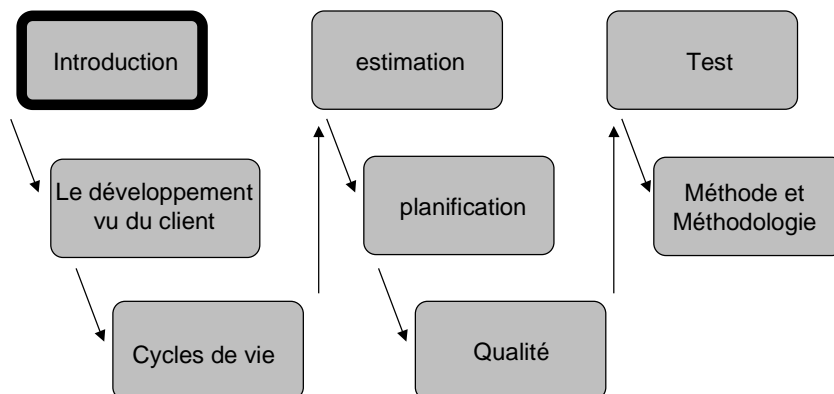 Introduction
Le développement
vu du client
Cycles de vie
estimation
planification
Qualité
Test
Méthode et
Méthodologie